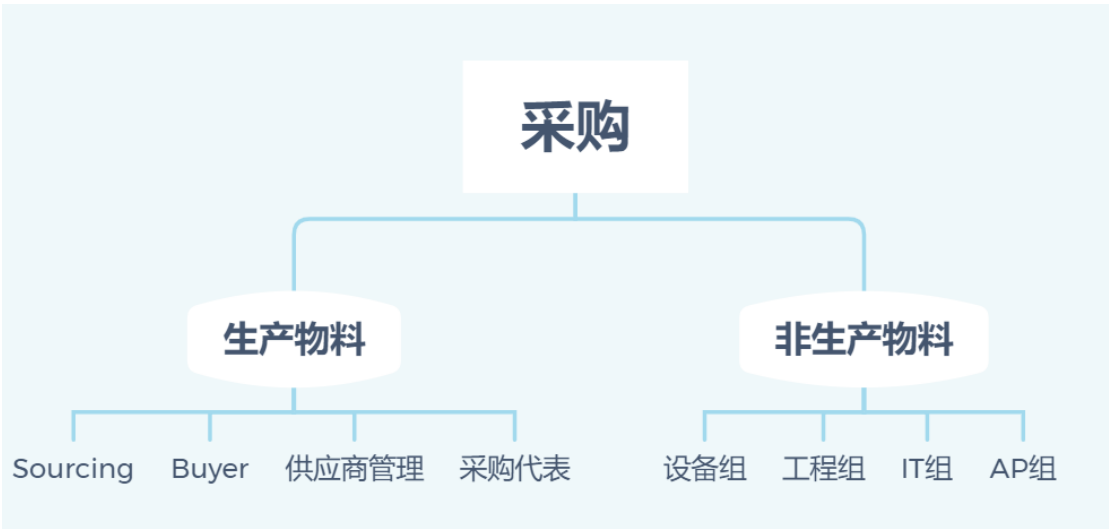 采购
生产物料
非生产物料
Sourcing
Buyer
供应商管理
采购代表
设备组
工程组
IT组
AP组